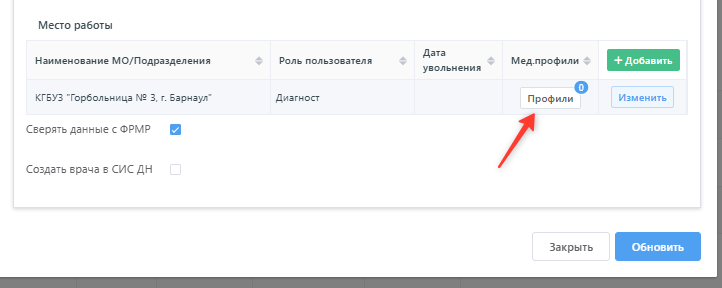 Место работы
Наименование МО/Подразделения Роль пользователя Дата увольнения Мед.профили + Добавить
КГБУЗ "Горбольница № 3, г. Барнаул" Диагност Профили 0 Изменить
Сверять данные с ФРМР
Создать врача в СИС ДН
Закрыть Обновить